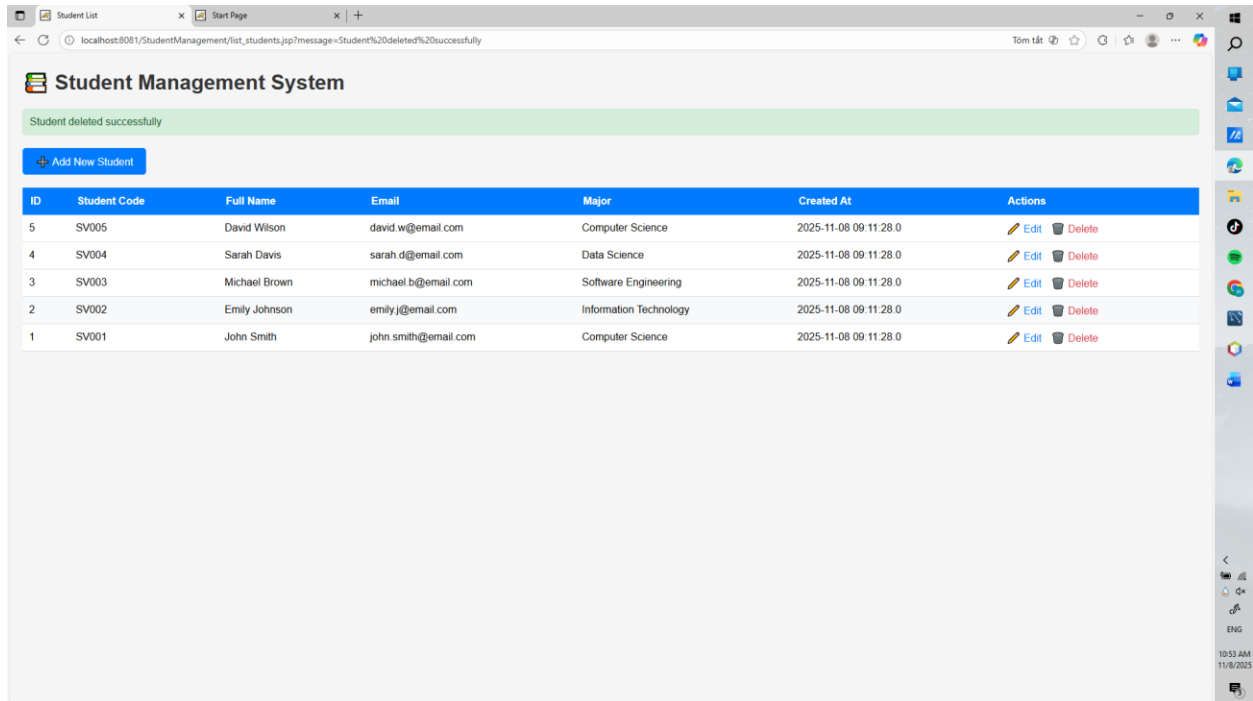 Student List
Start Page
localhost:8081/StudentManagement/list_students.jsp?message=Student%20deleted%20successfully
Tóm tắt
Student Management System
Student deleted successfully
Add New Student
ID Student Code Full Name Email Major Created At Actions
5 SV005 David Wilson david.w@email.com Computer Science 2025-11-08 09:11:28.0 Edit Delete
4 SV004 Sarah Davis sarah.d@email.com Data Science 2025-11-08 09:11:28.0 Edit Delete
3 SV003 Michael Brown michael.b@email.com Software Engineering 2025-11-08 09:11:28.0 Edit Delete
2 SV002 Emily Johnson emily.j@email.com Information Technology 2025-11-08 09:11:28.0 Edit Delete
1 SV001 John Smith john.smith@email.com Computer Science 2025-11-08 09:11:28.0 Edit Delete
ENG
10:53 AM
11/8/2025